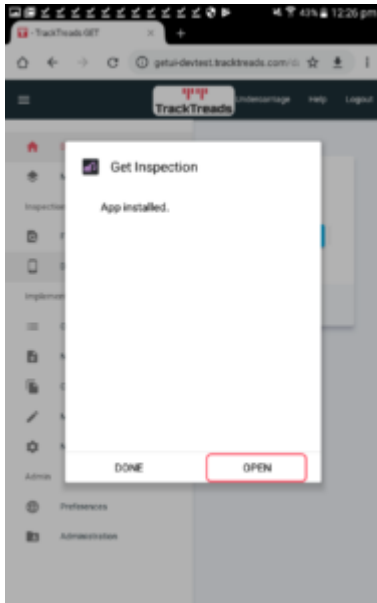 43% 12:26 pm
- TrackTreads GET
getui-devtest.tracktreads.com/
TrackTreads
Undercarriage Help Logout
Get Inspection
App installed.
DONE OPEN
Admin
Preferences
Administration